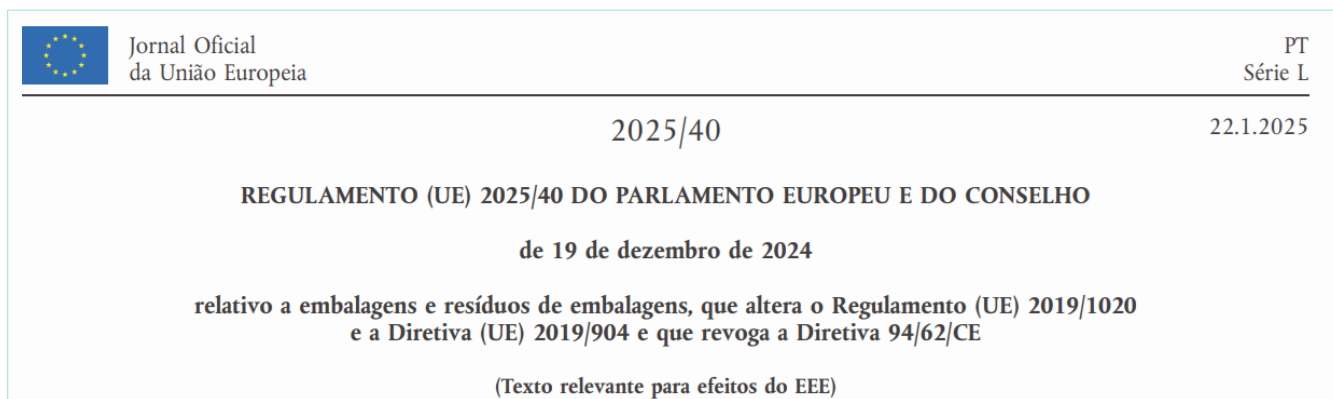 Jornal Oficial
da União Europeia
PT
Série L
2025/40
22.1.2025
REGULAMENTO (UE) 2025/40 DO PARLAMENTO EUROPEU E DO CONSELHO
de 19 de dezembro de 2024
relativo a embalagens e resíduos de embalagens, que altera o Regulamento (UE) 2019/1020
e a Diretiva (UE) 2019/904 e que revoga a Diretiva 94/62/CE
(Texto relevante para efeitos do EEE)